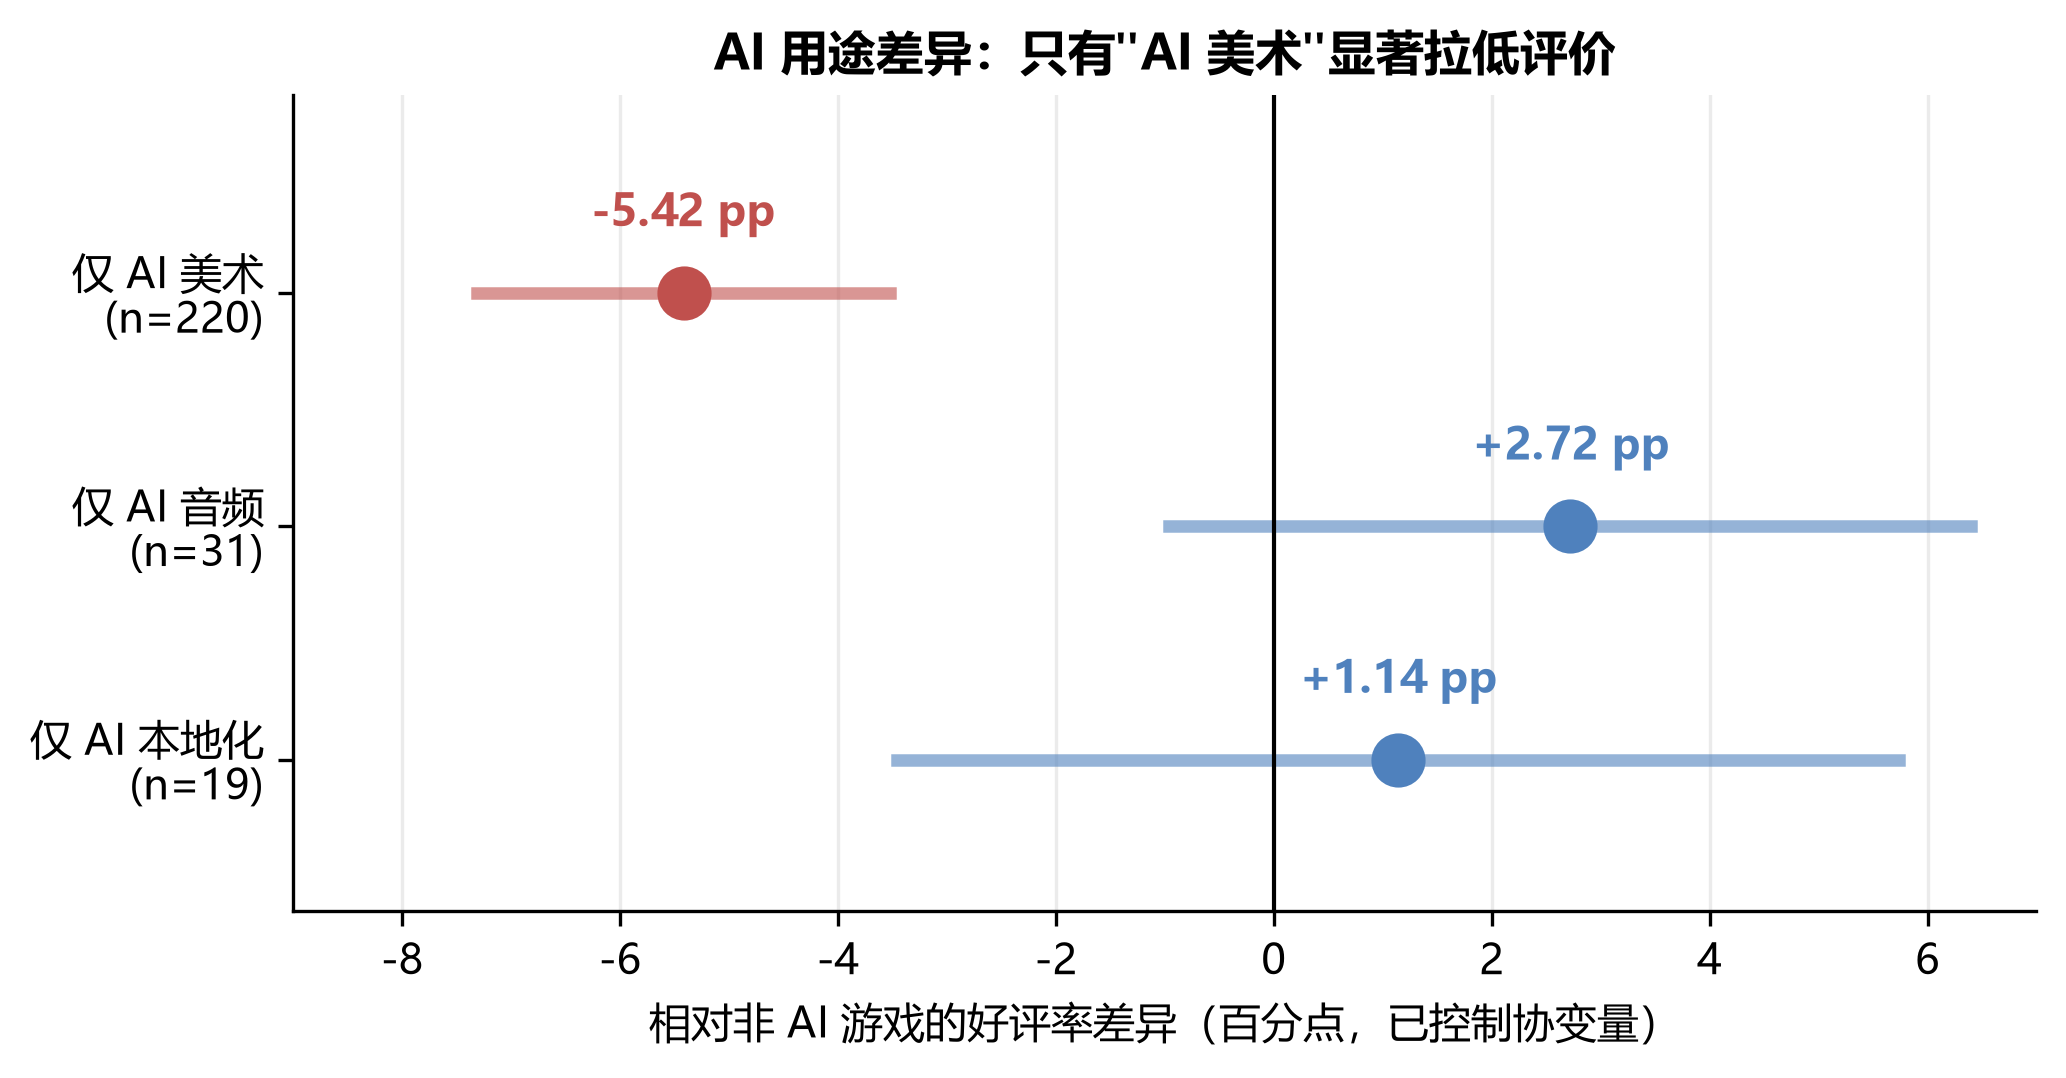 AI 用途差异：只有"AI 美术"显著拉低评价
-5.42 pp
仅 AI 美术
(n=220)
+2.72 pp
仅 AI 音频
(n=31)
+1.14 pp
仅 AI 本地化
(n=19)
-8 -6 -4 -2 0 2 4 6
相对非 AI 游戏的好评率差异（百分点，已控制协变量）